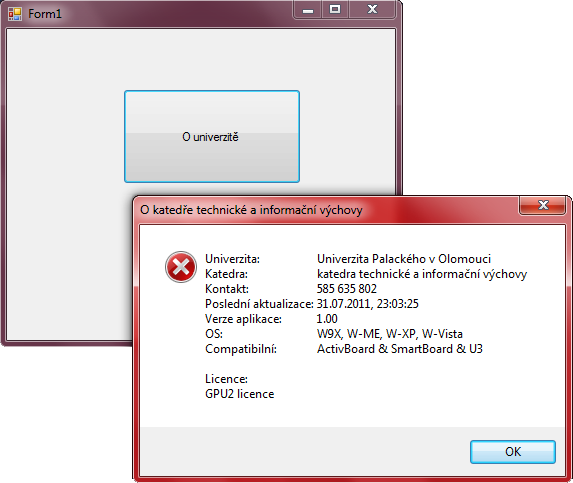 Form1
O univerzitě
O katedře technické a informační výchovy
Univerzita: Univerzita Palackého v Olomouci
Katedra: katedra technické a informační výchovy
Kontakt: 585 635 802
Poslední aktualizace: 31.07.2011, 23:03:25
Verze aplikace: 1.00
OS: W9X, W-ME, W-XP, W-Vista
Compatibilní: ActivBoard & SmartBoard & U3
Licence:
GPU2 licence
OK